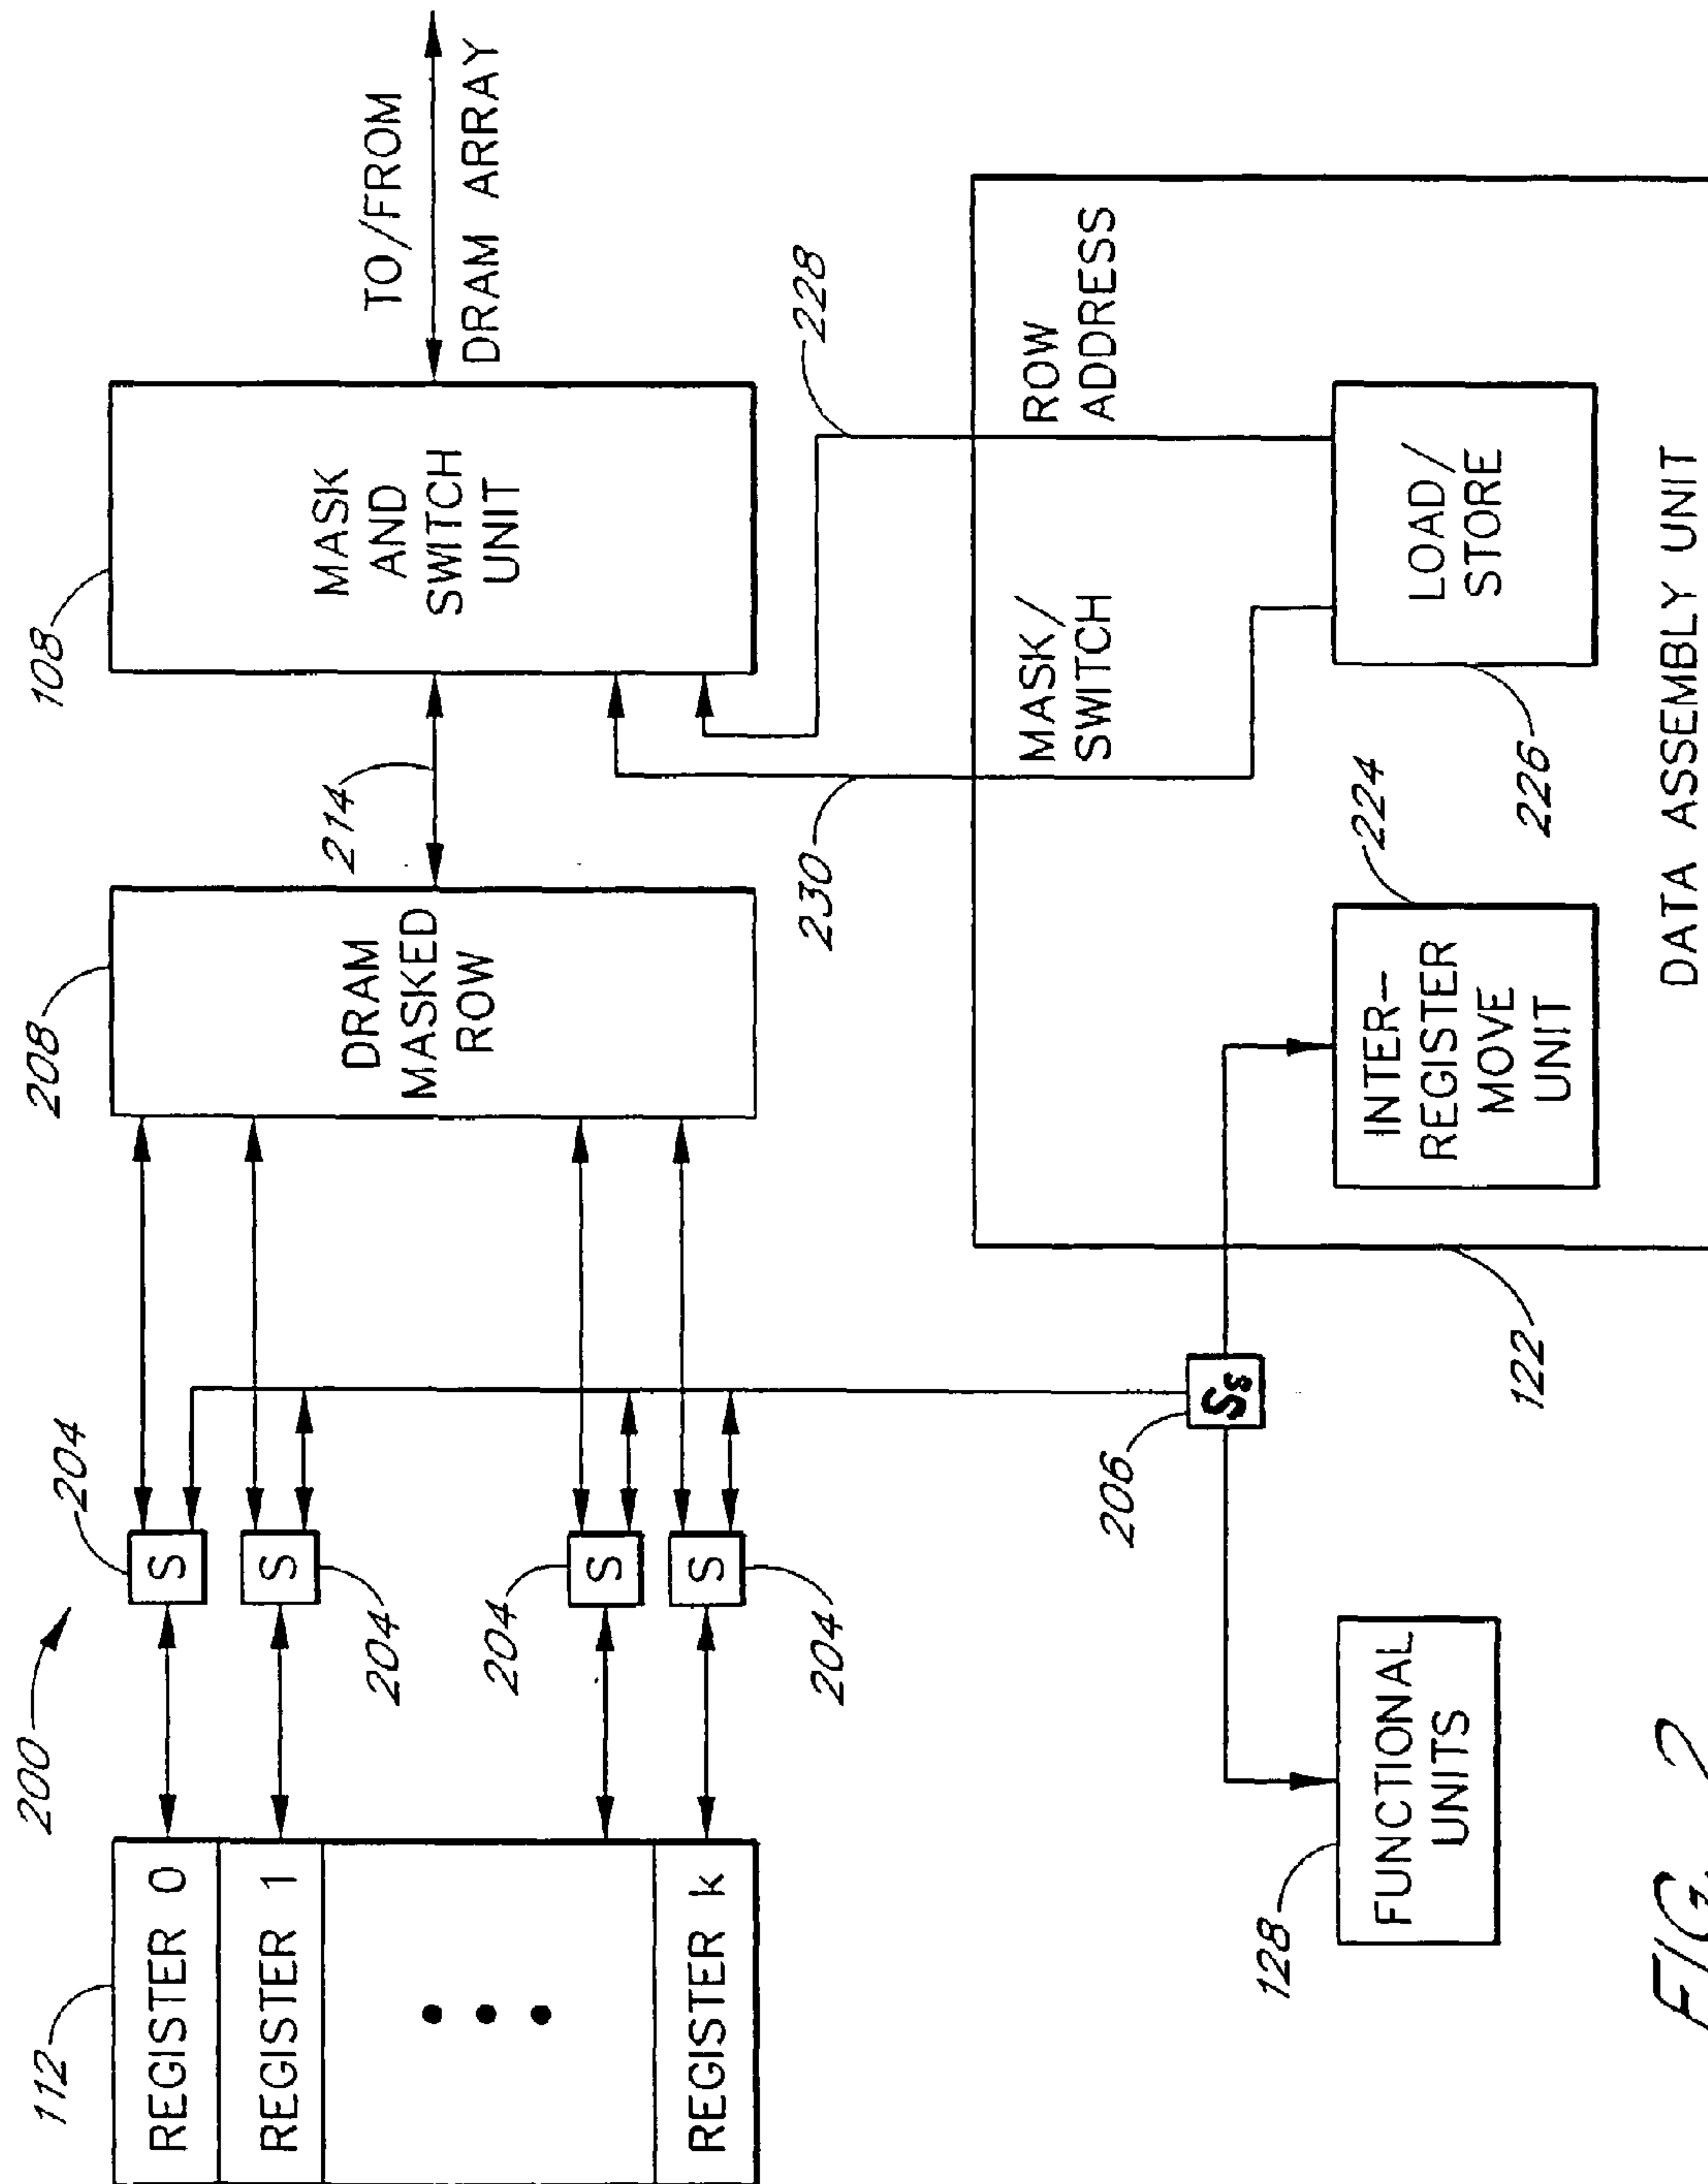 200
112
REGISTER 0
REGISTER 1
REGISTER k
204
S
204
S
204
S
204
S
208
DRAM
MASKED
ROW
214
108
MASK
AND
SWITCH
UNIT
TO/FROM
DRAM ARRAY
230
228
206
128
FUNCTIONAL
UNITS
122
MASK/
SWITCH
ROW
ADDRESS
224
INTER-
REGISTER
MOVE
UNIT
226
LOAD/
STORE
DATA ASSEMBLY UNIT
FIG. 2